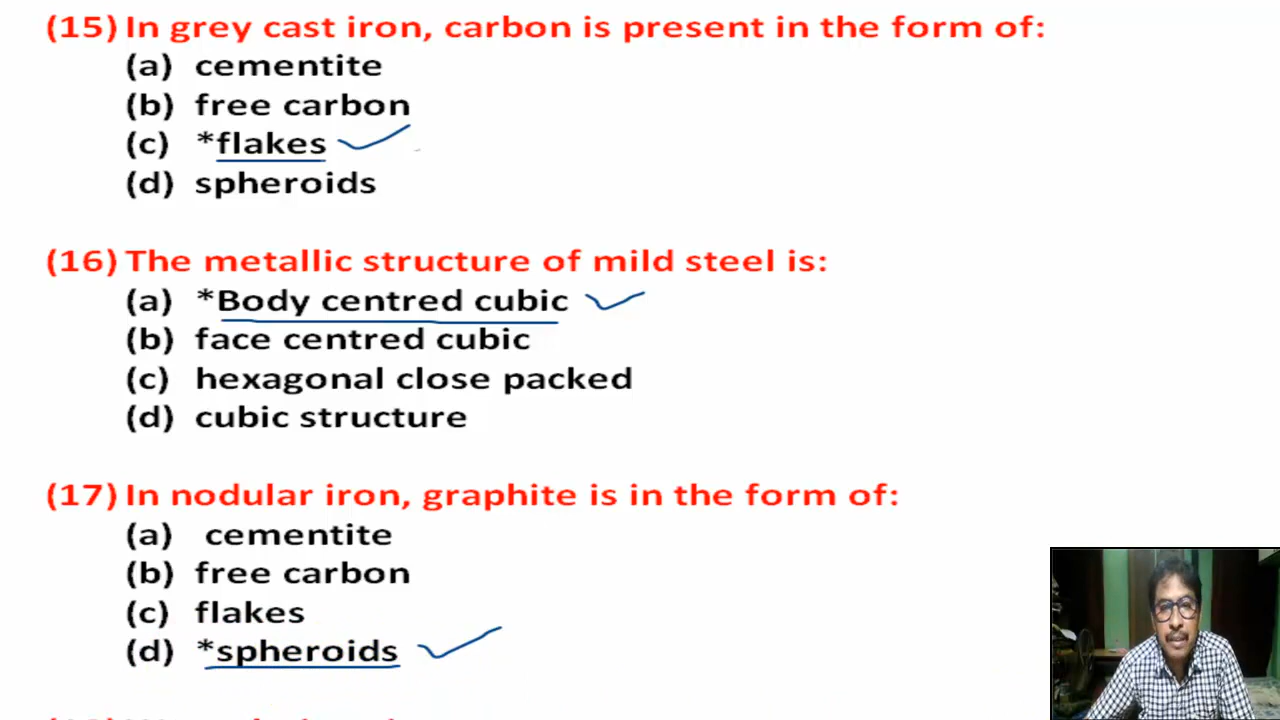 (15) In grey cast iron, carbon is present in the form of:
(a) cementite
(b) free carbon
(c) *flakes
(d) spheroids
(16) The metallic structure of mild steel is:
(a) *Body centred cubic
(b) face centred cubic
(c) hexagonal close packed
(d) cubic structure
(17) In nodular iron, graphite is in the form of:
(a) cementite
(b) free carbon
(c) flakes
(d) *spheroids